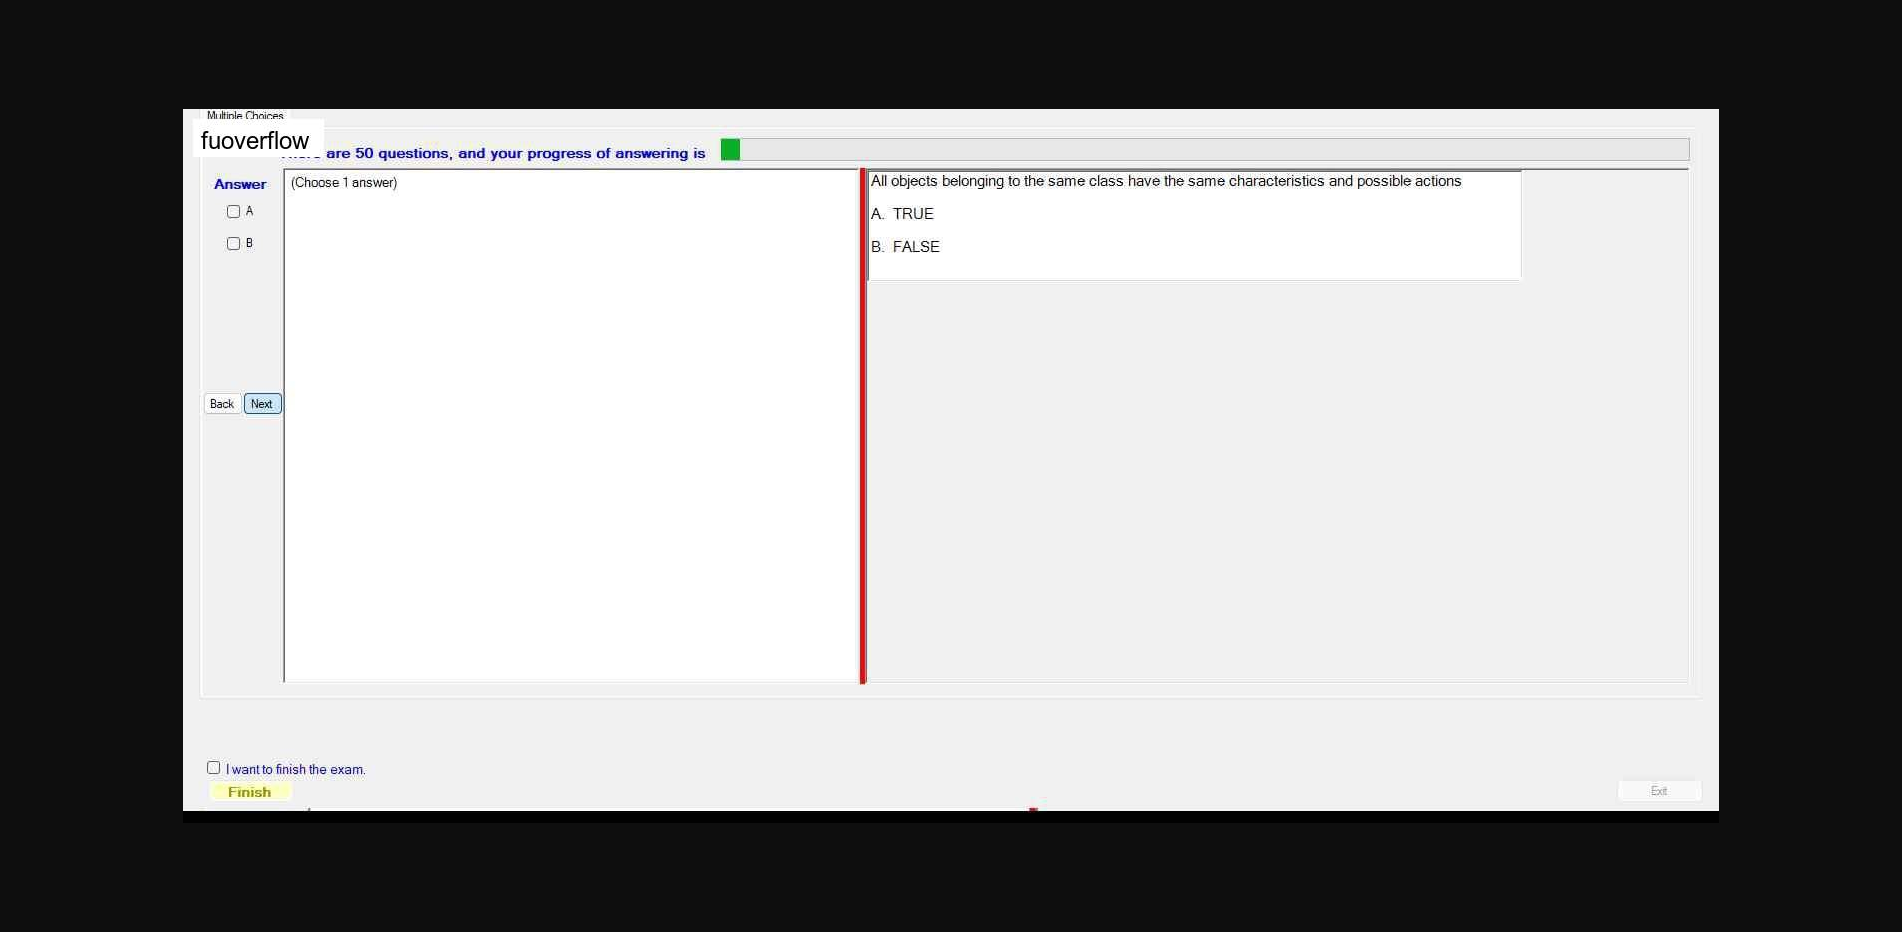 Multiple Choices
fuoverflow
are 50 questions, and your progress of answering is
Answer
(Choose 1 answer)
A
B
Back
Next
All objects belonging to the same class have the same characteristics and possible actions
A. TRUE
B. FALSE
I want to finish the exam.
Finish
Exit